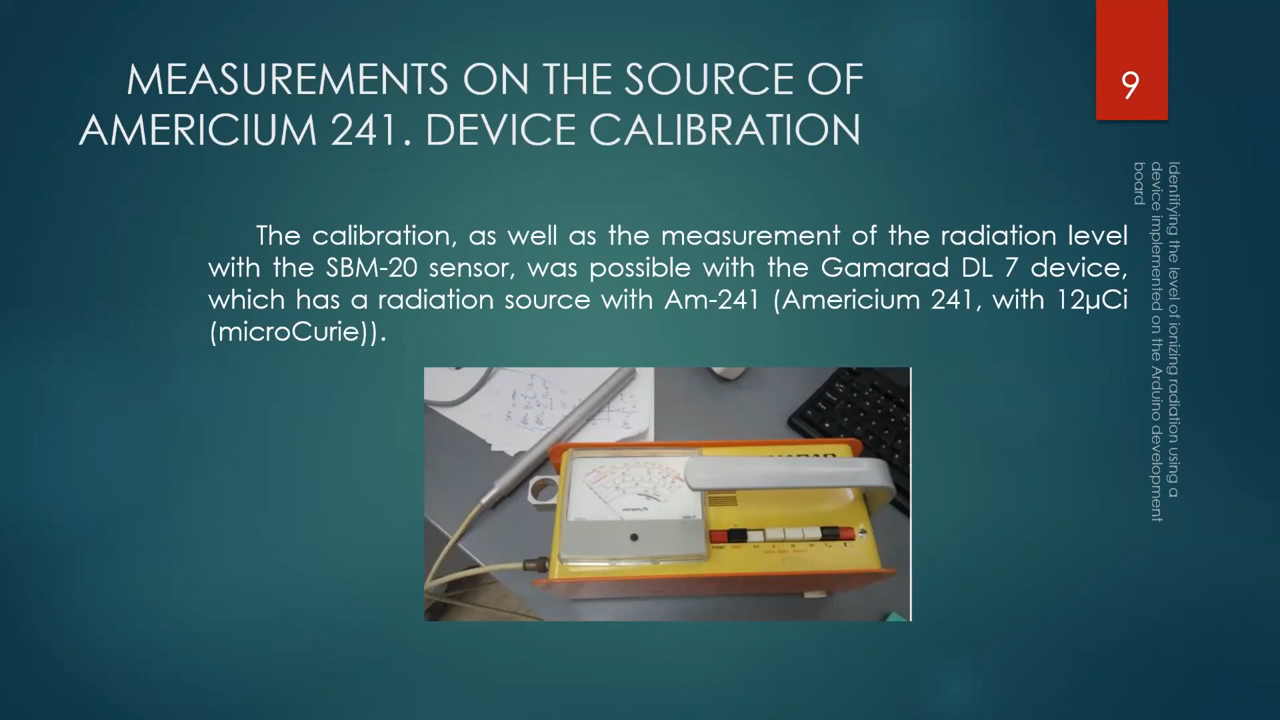 MEASUREMENTS ON THE SOURCE OF
AMERICIUM 241. DEVICE CALIBRATION
9
The calibration, as well as the measurement of the radiation level
with the SBM-20 sensor, was possible with the Gamarad DL 7 device,
which has a radiation source with Am-241 (Americium 241, with 12µCi
(microCurie)).
Identifying the level of ionizing radiation using a
device implemented on the Arduino development
board